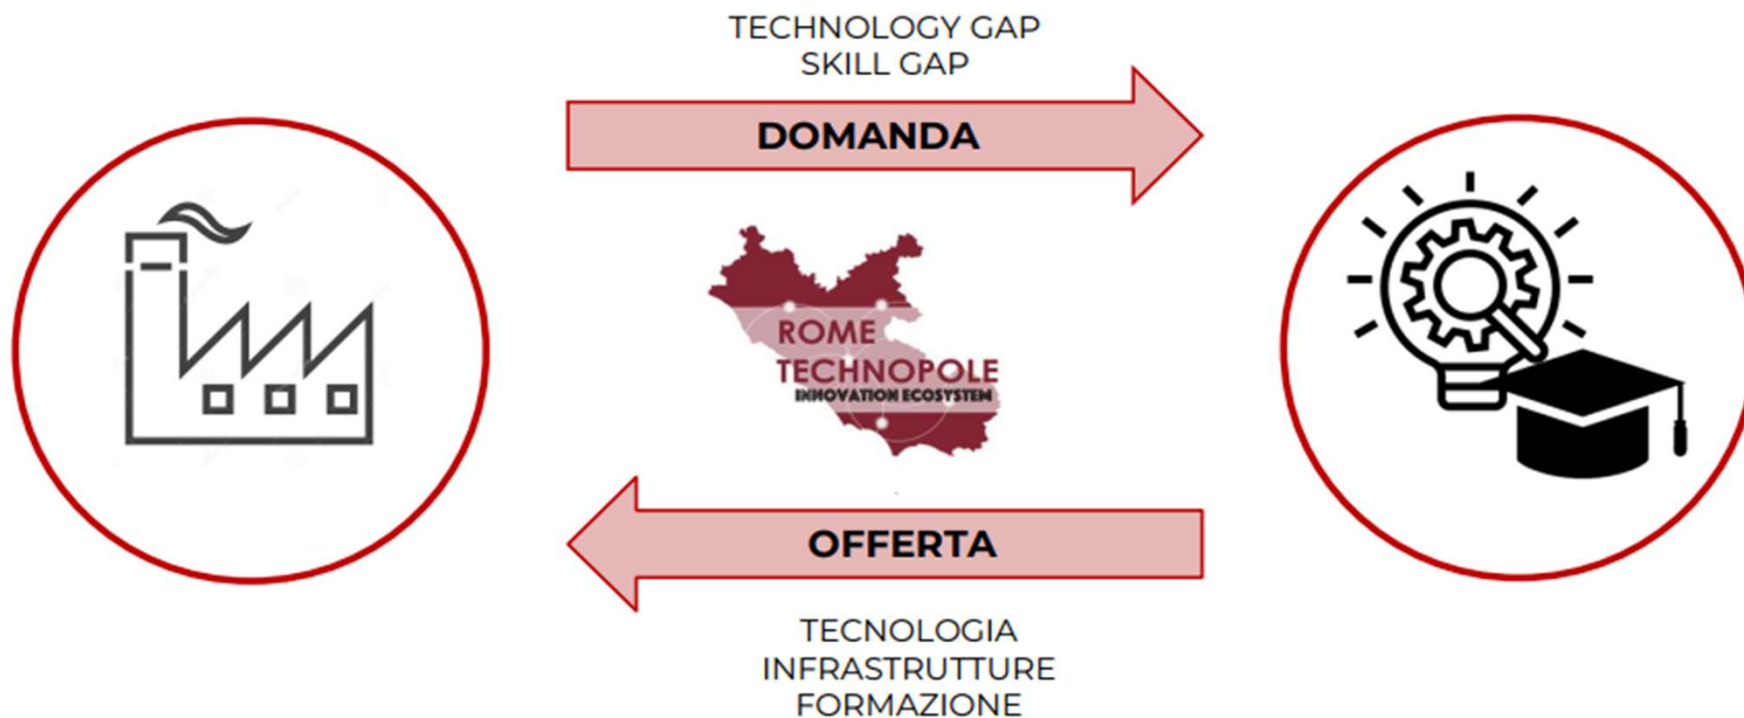 TECHNOLOGY GAP
SKILL GAP
DOMANDA
ROME
TECHNOPOLE
INNOVATION ECOSYSTEM
OFFERTA
TECNOLOGIA
INFRASTRUTTURE
FORMAZIONE